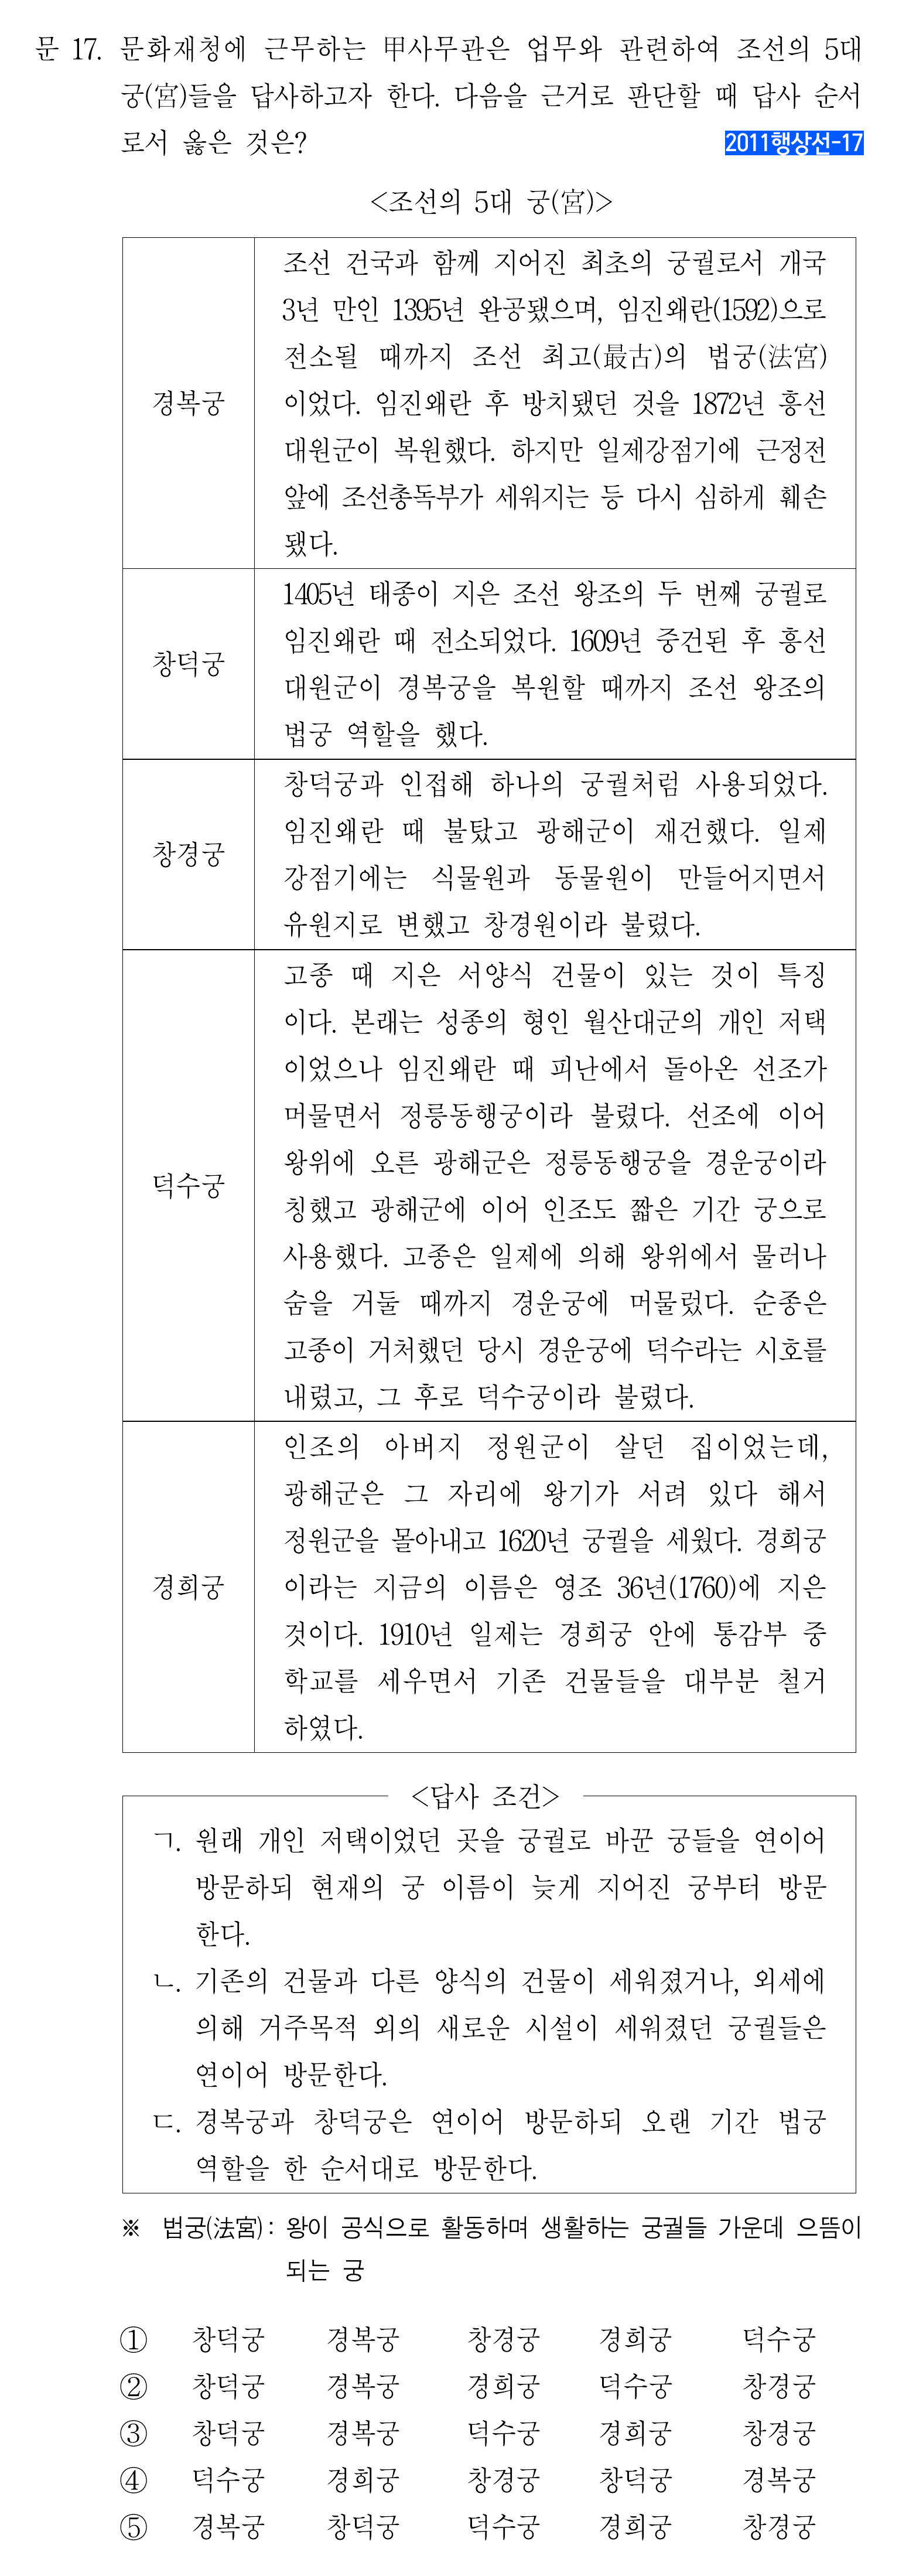 문 17. 문화재청에 근무하는 甲사무관은 업무와 관련하여 조선의 5대
궁(宮)들을 답사하고자 한다. 다음을 근거로 판단할 때 답사 순서
로서 옳은 것은?
2011행상선-17
<조선의 5대 궁(宮)>
경복궁
조선 건국과 함께 지어진 최초의 궁궐로서 개국
3년 만인 1395년 완공됐으며, 임진왜란(1592)으로
전소될 때까지 조선 최고(最古)의 법궁(法宮)
이었다. 임진왜란 후 방치됐던 것을 1872년 흥선
대원군이 복원했다. 하지만 일제강점기에 근정전
앞에 조선총독부가 세워지는 등 다시 심하게 훼손
됐다.
창덕궁
1405년 태종이 지은 조선 왕조의 두 번째 궁궐로
임진왜란 때 전소되었다. 1609년 중건된 후 흥선
대원군이 경복궁을 복원할 때까지 조선 왕조의
법궁 역할을 했다.
창경궁
창덕궁과 인접해 하나의 궁궐처럼 사용되었다.
임진왜란 때 불탔고 광해군이 재건했다. 일제
강점기에는 식물원과 동물원이 만들어지면서
유원지로 변했고 창경원이라 불렸다.
덕수궁
고종 때 지은 서양식 건물이 있는 것이 특징
이다. 본래는 성종의 형인 월산대군의 개인 저택
이었으나 임진왜란 때 피난에서 돌아온 선조가
머물면서 정릉동행궁이라 불렸다. 선조에 이어
왕위에 오른 광해군은 정릉동행궁을 경운궁이라
칭했고 광해군에 이어 인조도 짧은 기간 궁으로
사용했다. 고종은 일제에 의해 왕위에서 물러나
숨을 거둘 때까지 경운궁에 머물렀다. 순종은
고종이 거처했던 당시 경운궁에 덕수라는 시호를
내렸고, 그 후로 덕수궁이라 불렸다.
경희궁
인조의 아버지 정원군이 살던 집이었는데,
광해군은 그 자리에 왕기가 서려 있다 해서
정원군을 몰아내고 1620년 궁궐을 세웠다. 경희궁
이라는 지금의 이름은 영조 36년(1760)에 지은
것이다. 1910년 일제는 경희궁 안에 통감부 중
학교를 세우면서 기존 건물들을 대부분 철거
하였다.
<답사 조건>
ㄱ. 원래 개인 저택이었던 곳을 궁궐로 바꾼 궁들을 연이어
방문하되 현재의 궁 이름이 늦게 지어진 궁부터 방문
한다.
ㄴ. 기존의 건물과 다른 양식의 건물이 세워졌거나, 외세에
의해 거주목적 외의 새로운 시설이 세워졌던 궁궐들은
연이어 방문한다.
ㄷ. 경복궁과 창덕궁은 연이어 방문하되 오랜 기간 법궁
역할을 한 순서대로 방문한다.
※ 법궁(法宮) : 왕이 공식으로 활동하며 생활하는 궁궐들 가운데 으뜸이
되는 궁
① 창덕궁 경복궁 창경궁 경희궁 덕수궁
② 창덕궁 경복궁 경희궁 덕수궁 창경궁
③ 창덕궁 경복궁 덕수궁 경희궁 창경궁
④ 덕수궁 경희궁 창경궁 창덕궁 경복궁
⑤ 경복궁 창덕궁 덕수궁 경희궁 창경궁